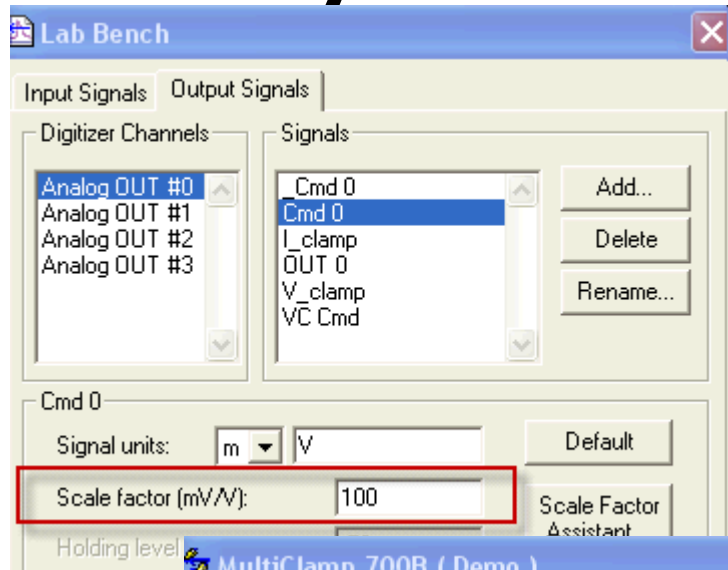 Lab Bench
Input Signals Output Signals
Digitizer Channels
Analog OUT #0
Analog OUT #1
Analog OUT #2
Analog OUT #3
Signals
_Cmd 0
Cmd 0
I_clamp
OUT 0
V_clamp
VC Cmd
Add...
Delete
Rename...
Cmd 0
Signal units: m V
Default
Scale factor (mV/V): 100
Scale Factor
Assistant
Holding level
MultiClamp 700B ( Demo )